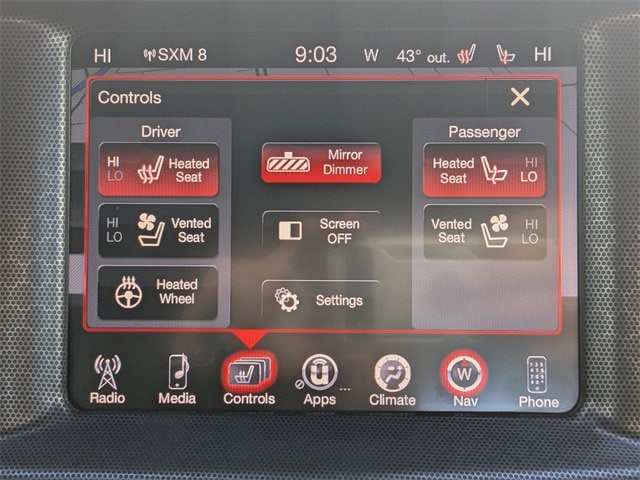 HI SXM 8 9:03 W 43° out. HI
Controls
Driver
HI
LO
Heated
Seat
HI
LO
Vented
Seat
Heated
Wheel
Mirror
Dimmer
Screen
OFF
Settings
Passenger
Heated
Seat
HI
LO
Vented
Seat
HI
LO
Radio Media Controls Apps ... Climate W Nav Phone